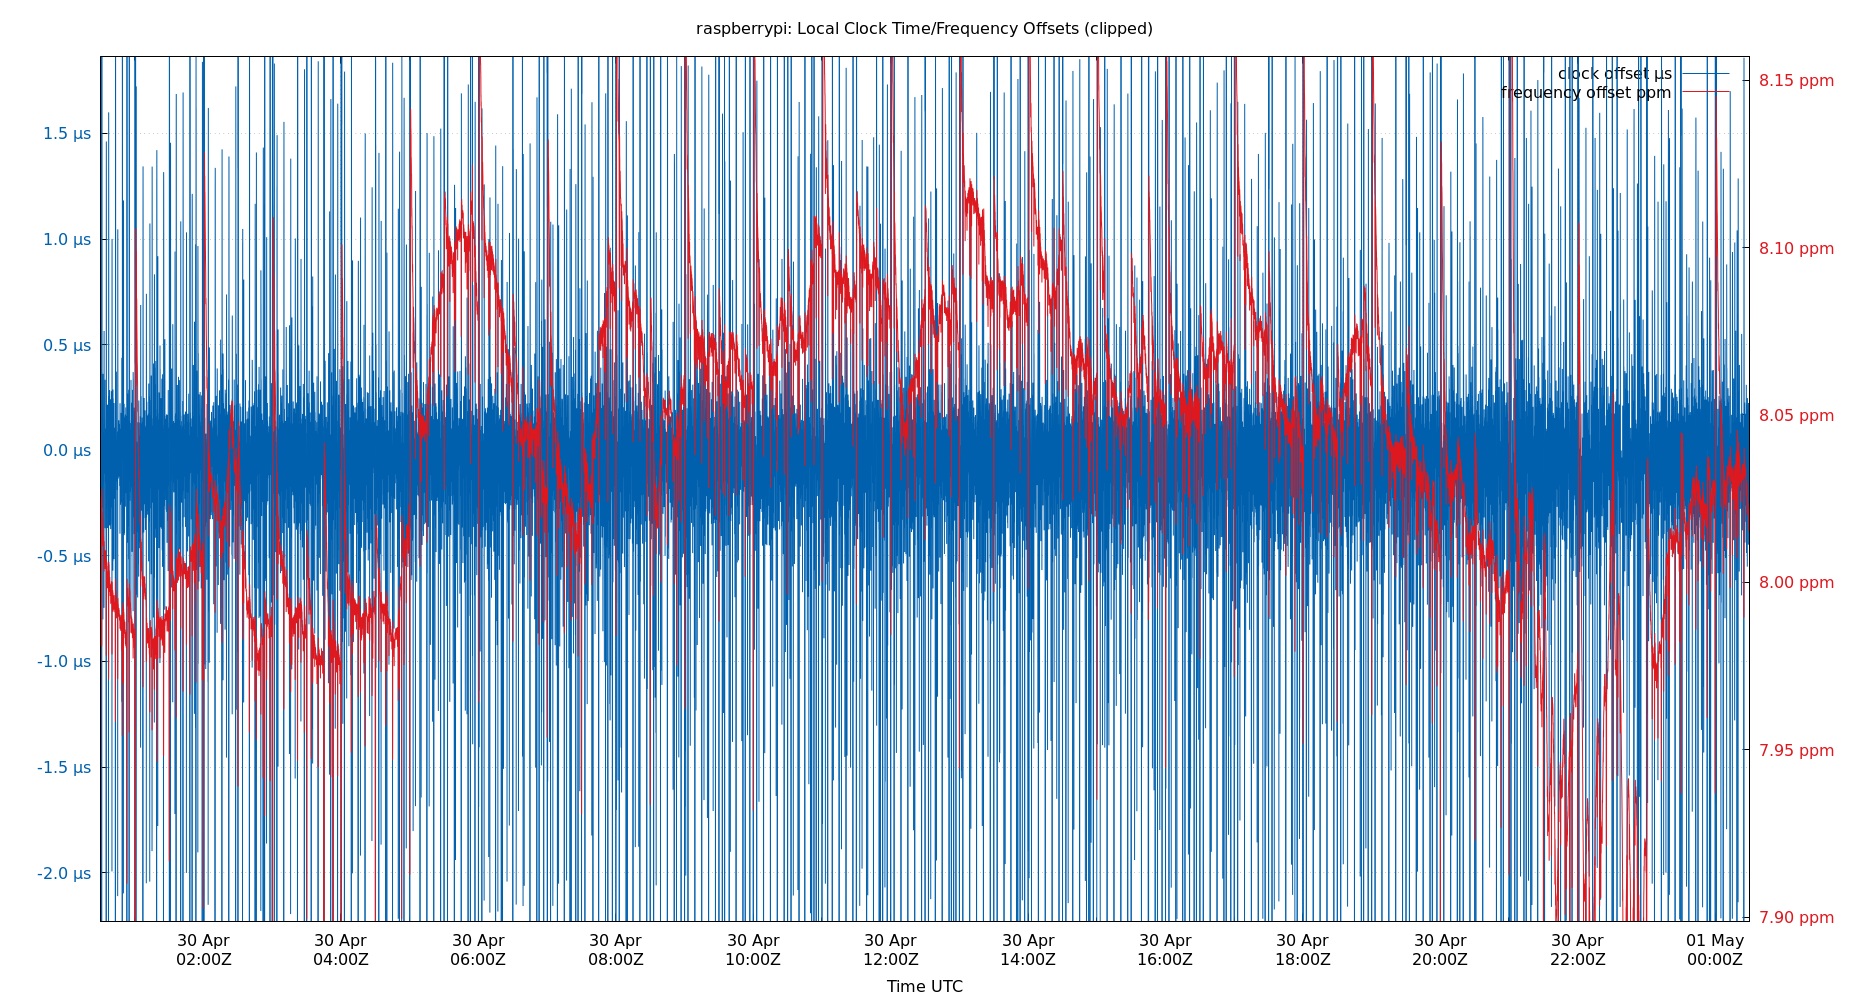 raspberrypi: Local Clock Time/Frequency Offsets (clipped)
clock offset µs
frequency offset ppm
1.5 µs
1.0 µs
0.5 µs
0.0 µs
-0.5 µs
-1.0 µs
-1.5 µs
-2.0 µs
8.15 ppm
8.10 ppm
8.05 ppm
8.00 ppm
7.95 ppm
7.90 ppm
30 Apr 30 Apr 30 Apr 30 Apr 30 Apr 30 Apr 30 Apr 30 Apr 30 Apr 30 Apr 30 Apr 01 May
02:00Z 04:00Z 06:00Z 08:00Z 10:00Z 12:00Z 14:00Z 16:00Z 18:00Z 20:00Z 22:00Z 00:00Z
Time UTC